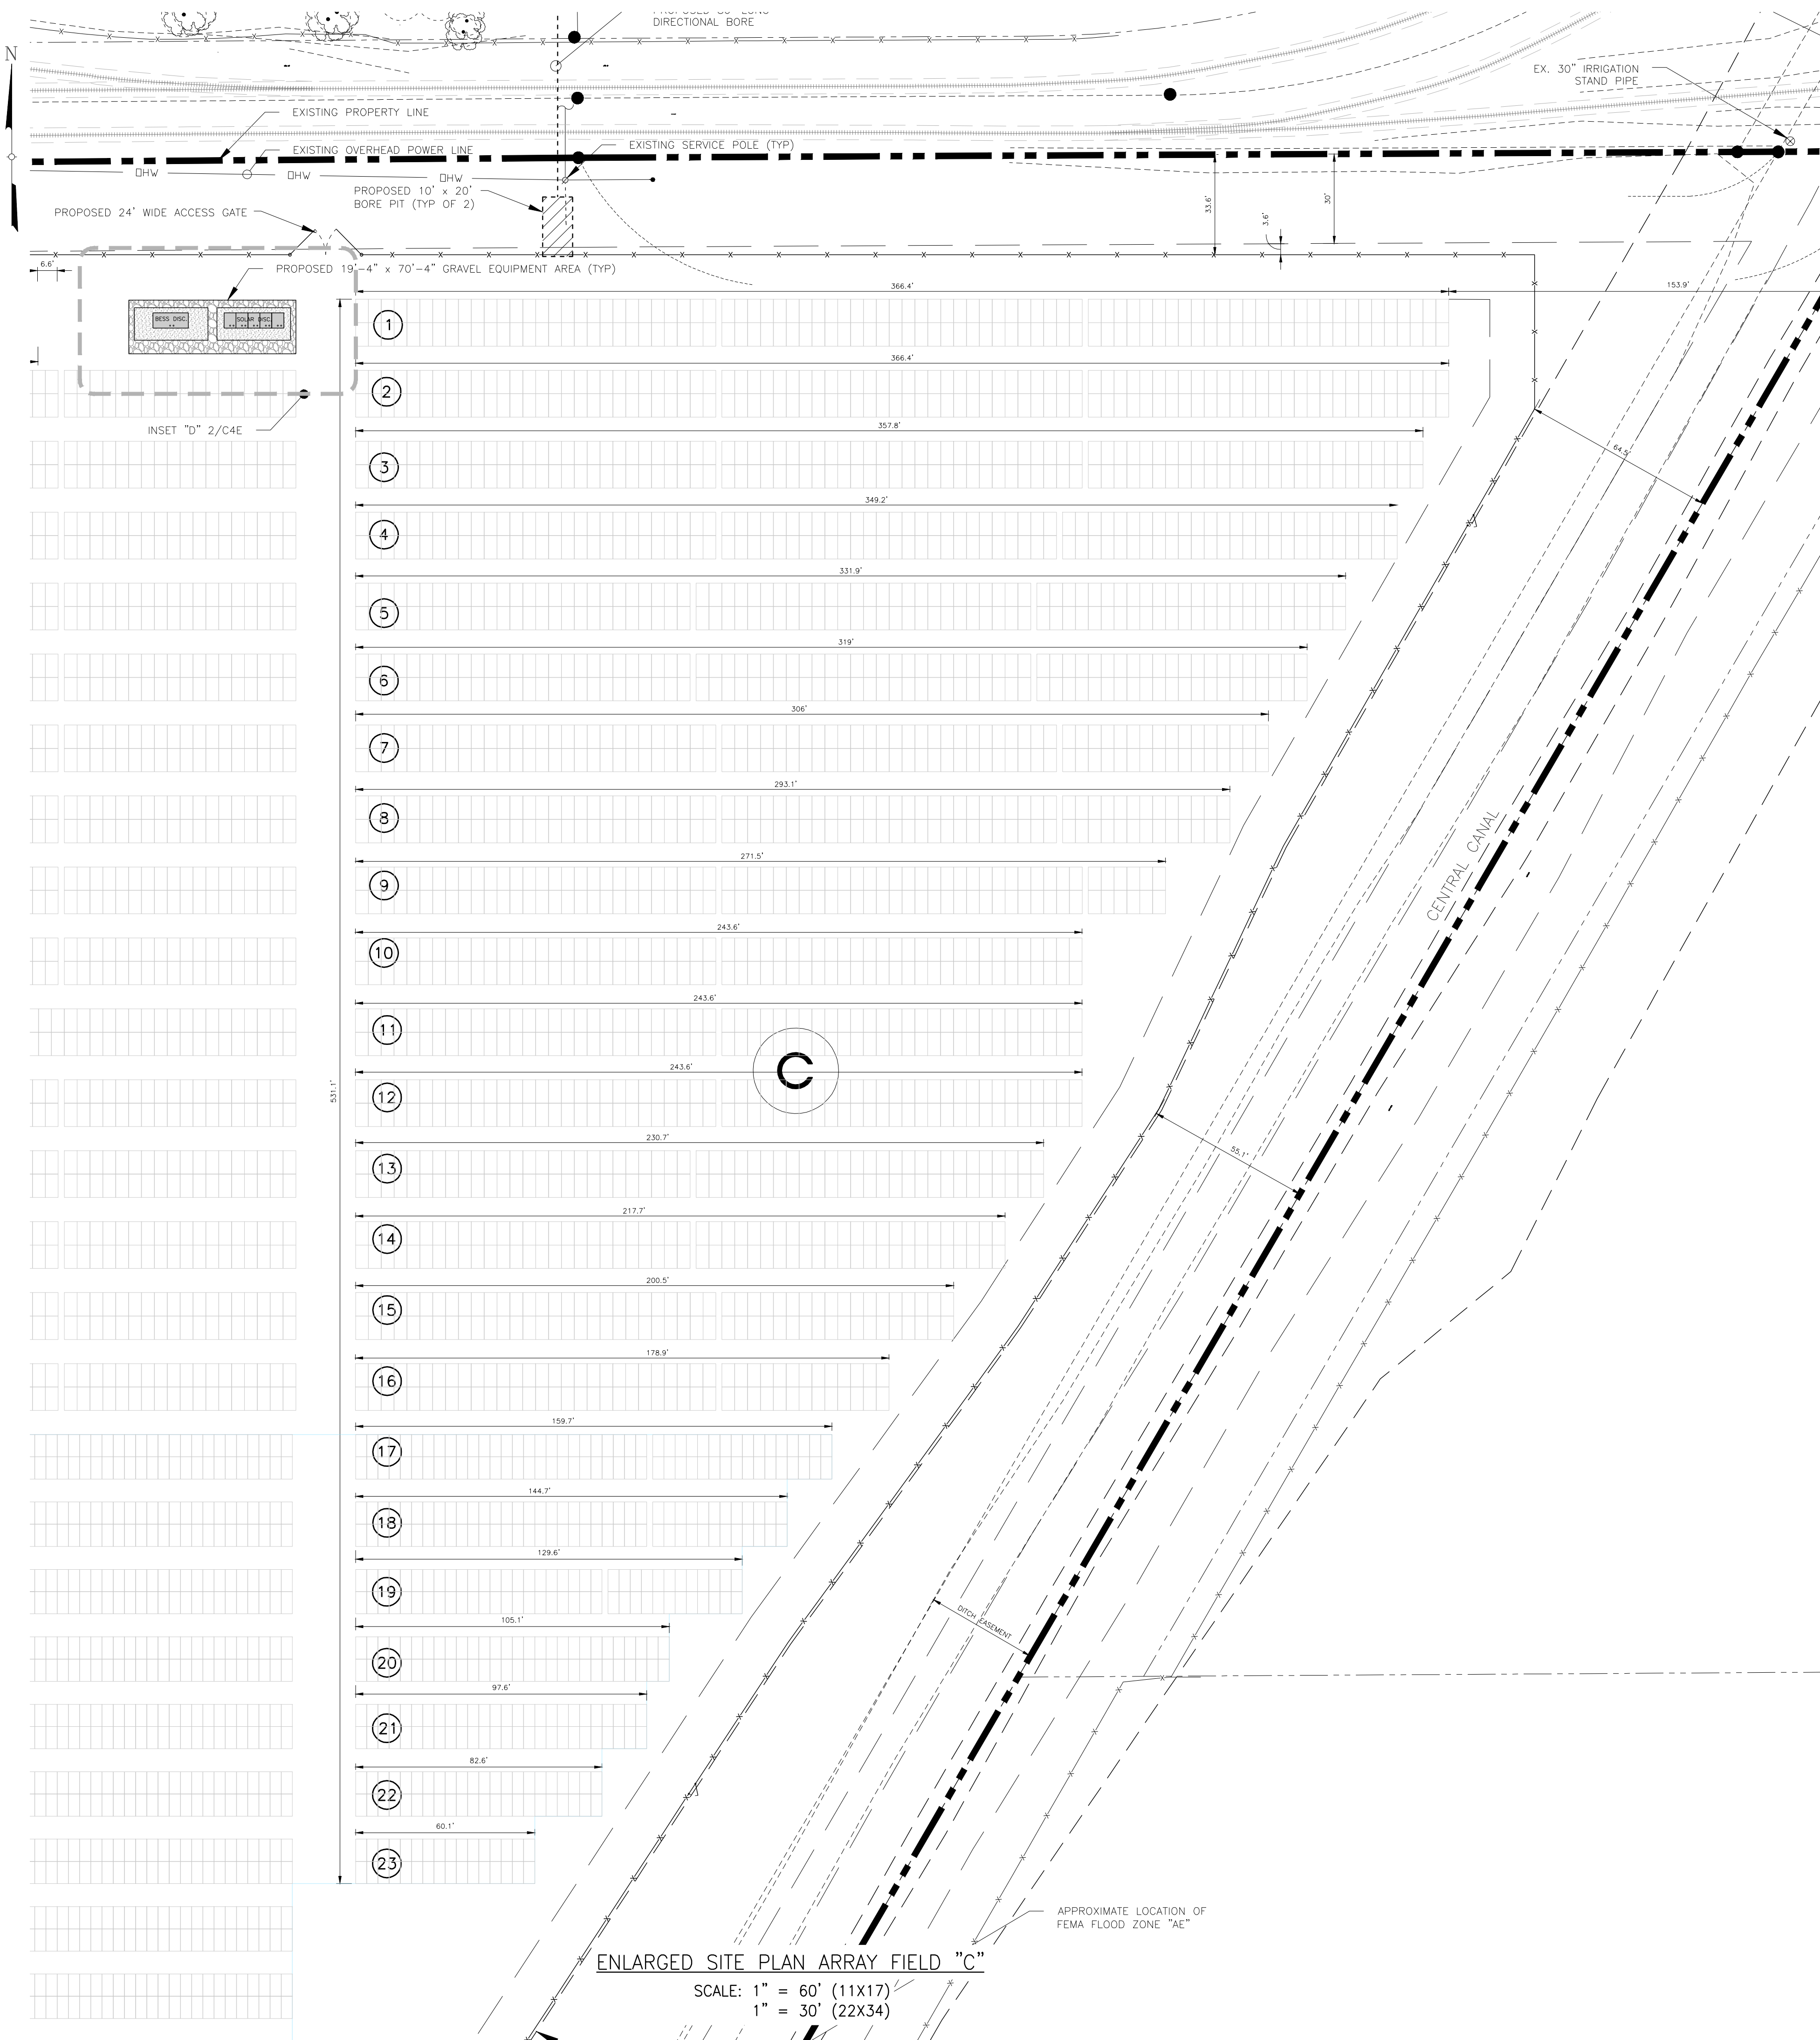 DIRECTIONAL BORE
N
EX. 30" IRRIGATION
STAND PIPE
EXISTING PROPERTY LINE
EXISTING OVERHEAD POWER LINE
EXISTING SERVICE POLE (TYP)
□HW
□HW
□HW
PROPOSED 10' x 20'
BORE PIT (TYP OF 2)
PROPOSED 24' WIDE ACCESS GATE
33.6'
3.6'
30'
6.6'
PROPOSED 19'-4" x 70'-4" GRAVEL EQUIPMENT AREA (TYP)
BESS DISC.
SOLAR DISC.
INSET "D" 2/C4E
366.4'
153.9'
1
366.4'
2
357.8'
3
64.5'
349.2'
4
331.9'
5
319'
6
306'
7
293.1'
8
271.5'
9
CENTRAL CANAL
243.6'
10
243.6'
11
C
243.6'
12
531.1'
230.7'
13
55.1'
217.7'
14
200.5'
15
178.9'
16
159.7'
17
144.7'
18
129.6'
19
DITCH EASEMENT
105.1'
20
97.6'
21
82.6'
22
60.1'
23
APPROXIMATE LOCATION OF
FEMA FLOOD ZONE "AE"
ENLARGED SITE PLAN ARRAY FIELD "C"
SCALE: 1" = 60' (11X17)
1" = 30' (22X34)